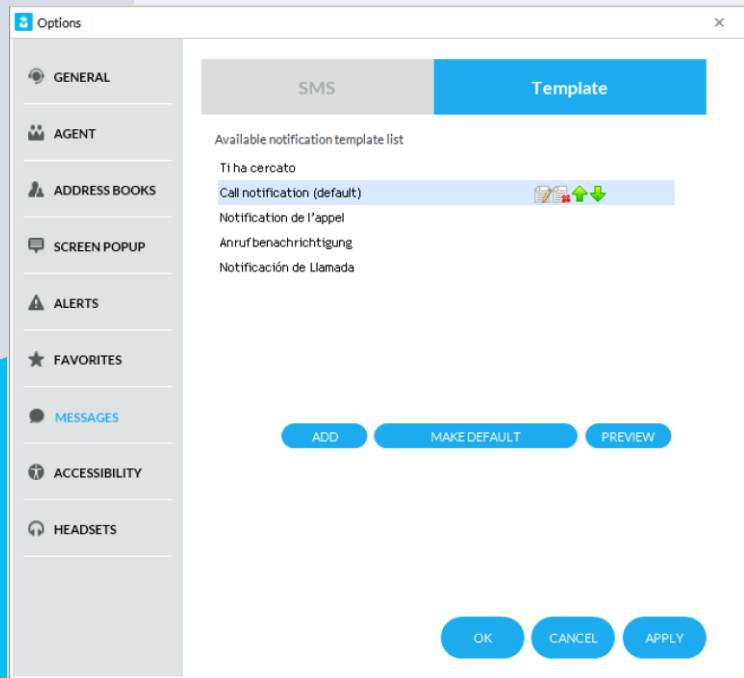 Options
GENERAL
AGENT
ADDRESS BOOKS
SCREEN POPUP
ALERTS
FAVORITES
MESSAGES
ACCESSIBILITY
HEADSETS
SMS
Template
Available notification template list
Ti ha cercato
Call notification (default)
Notification de l'appel
Anrufbenachrichtigung
Notificación de Llamada
ADD
MAKE DEFAULT
PREVIEW
OK
CANCEL
APPLY